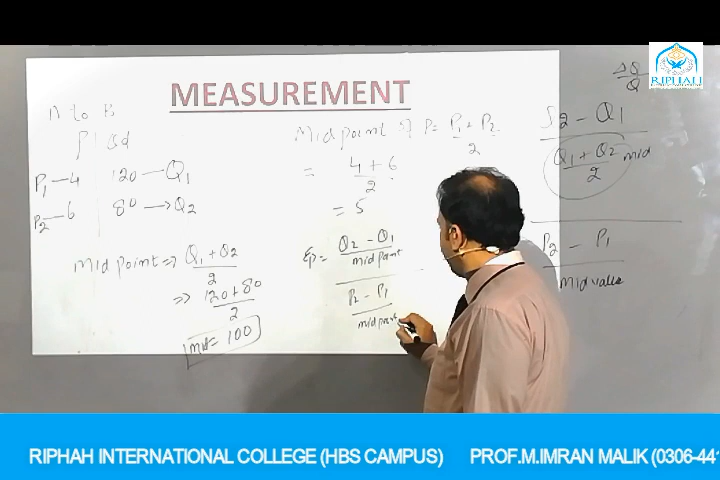 RIPHAH
MEASUREMENT
A to B
P | Qd
P1 — 4 120 — Q1
P2 — 6 80 → Q2
Mid point ⇒ Q1 + Q2 / 2
⇒ 120 + 80 / 2
Mid = 100
Mid point of P = P1 + P2 / 2
= 4 + 6 / 2
= 5
Ep = Q2 - Q1 / mid point
P2 - P1 / mid point
ΔQ / Q
2 - Q1
Q1 + Q2 / 2 mid
P2 - P1
Mid value
RIPHAH INTERNATIONAL COLLEGE (HBS CAMPUS) PROF.M.IMRAN MALIK (0306-441